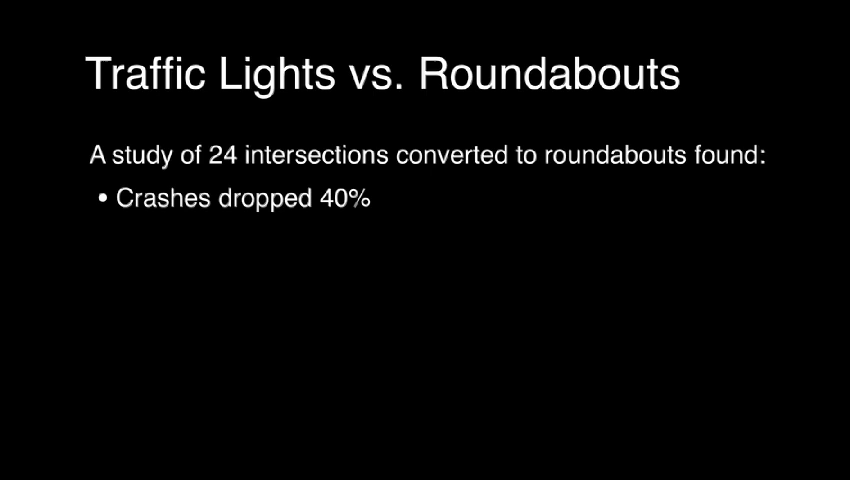 Traffic Lights vs. Roundabouts
A study of 24 intersections converted to roundabouts found:
• Crashes dropped 40%